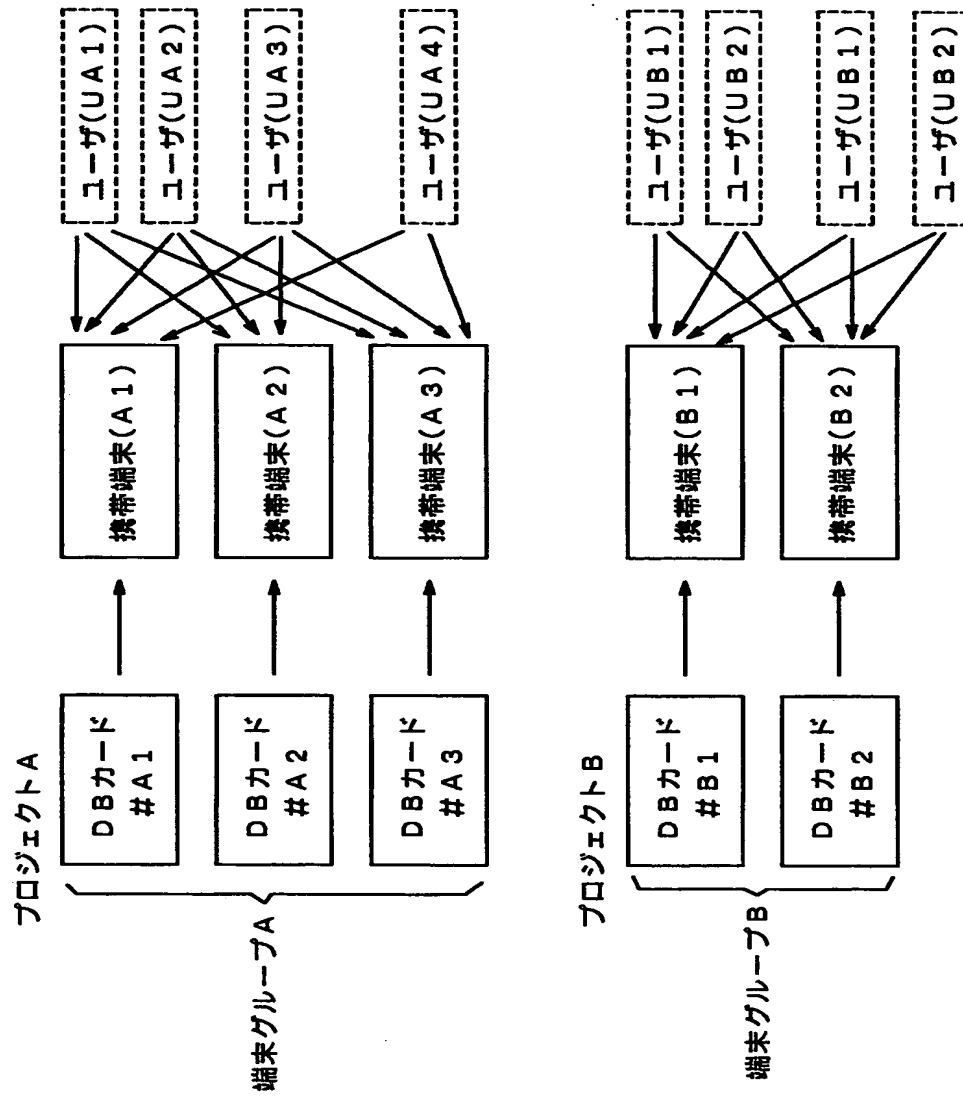 プロジェクトA
端末グループA
DBカード
#A1
DBカード
#A2
DBカード
#A3
携帯端末(A1)
携帯端末(A2)
携帯端末(A3)
ユーザ(UA1)
ユーザ(UA2)
ユーザ(UA3)
ユーザ(UA4)
プロジェクトB
端末グループB
DBカード
#B1
DBカード
#B2
携帯端末(B1)
携帯端末(B2)
ユーザ(UB1)
ユーザ(UB2)
ユーザ(UB1)
ユーザ(UB2)